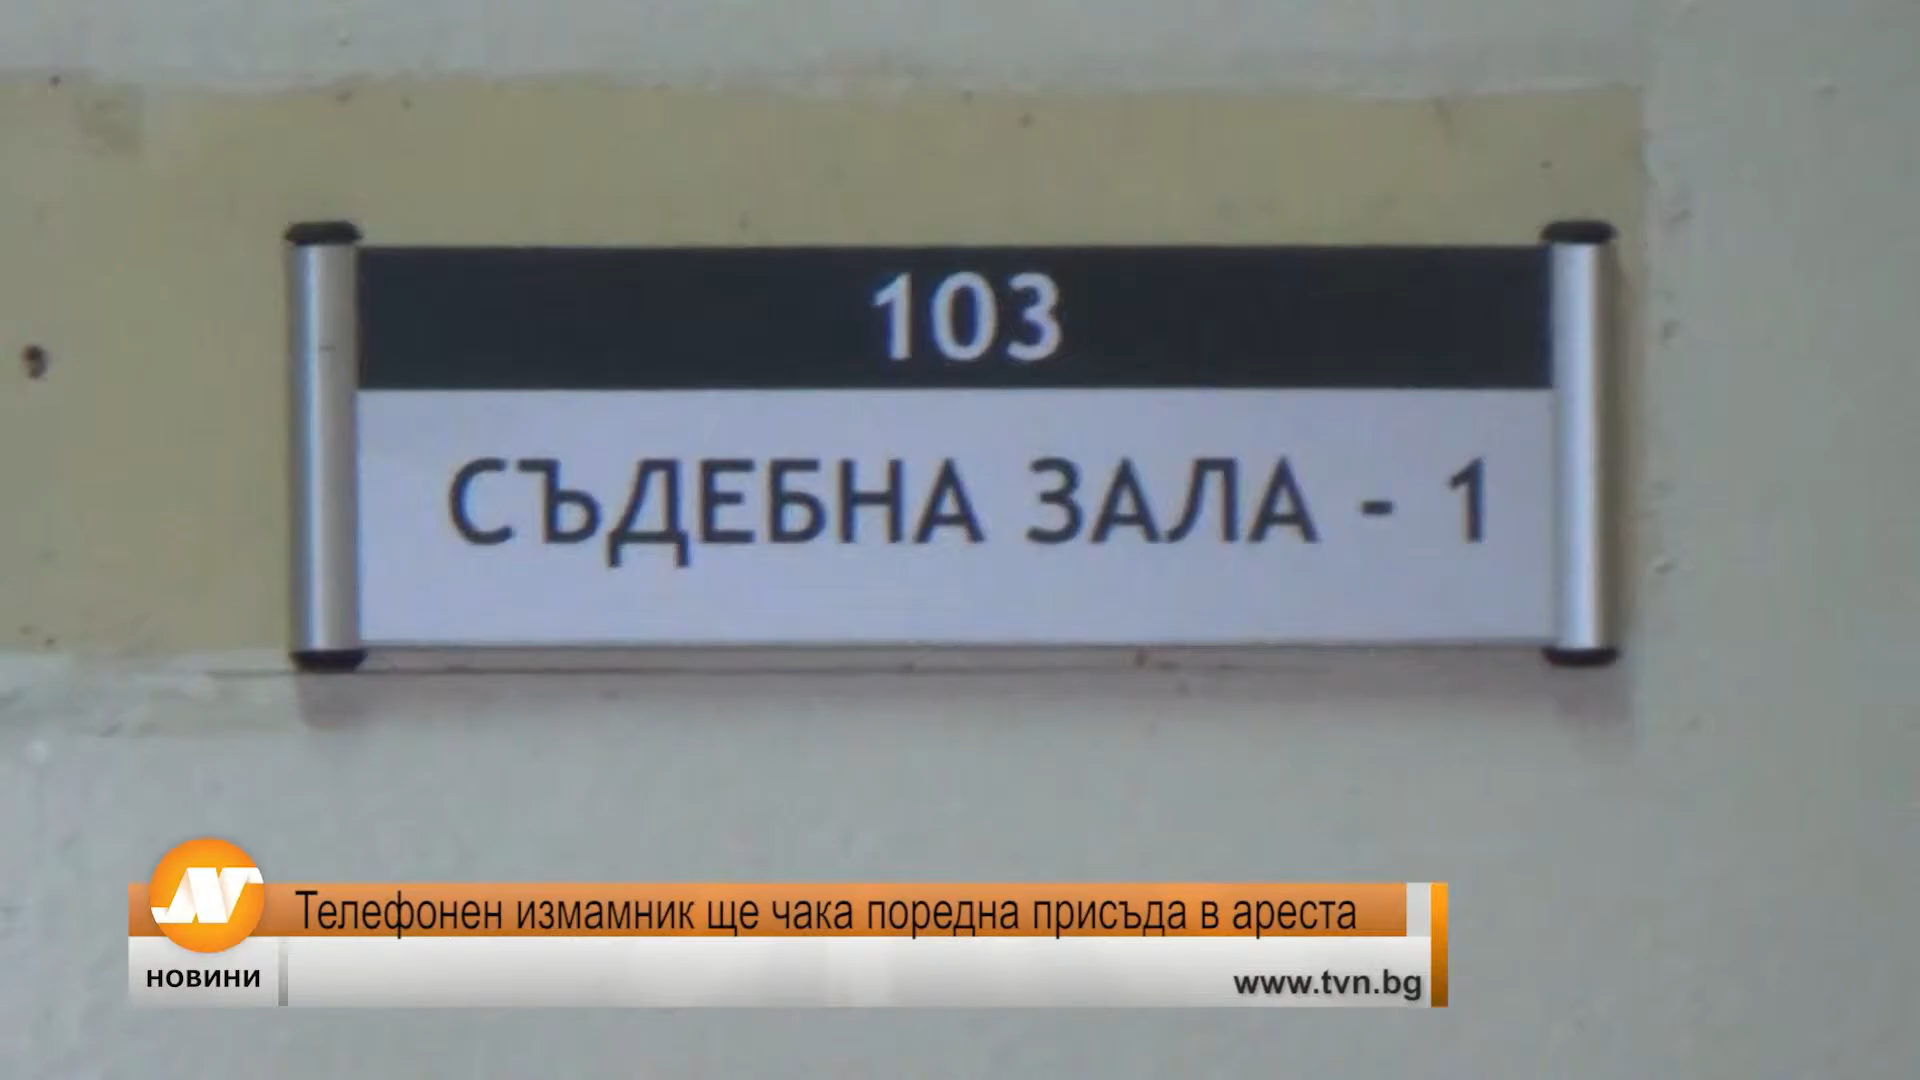 103
СЪДЕБНА ЗАЛА - 1
Телефонен измамник ще чака поредна присъда в ареста
НОВИНИ
www.tvn.bg